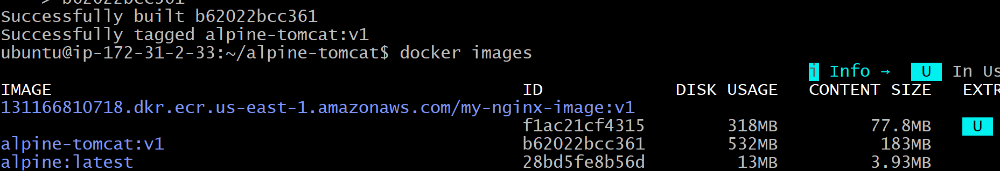 > b62022bcc361
Successfully built b62022bcc361
Successfully tagged alpine-tomcat:v1
ubuntu@ip-172-31-2-33:~/alpine-tomcat$ docker images
i Info → U In Us
IMAGE ID DISK USAGE CONTENT SIZE EXTR
131166810718.dkr.ecr.us-east-1.amazonaws.com/my-nginx-image:v1
f1ac21cf4315 318MB 77.8MB U
alpine-tomcat:v1 b62022bcc361 532MB 183MB
alpine:latest 28bd5fe8b56d 13MB 3.93MB